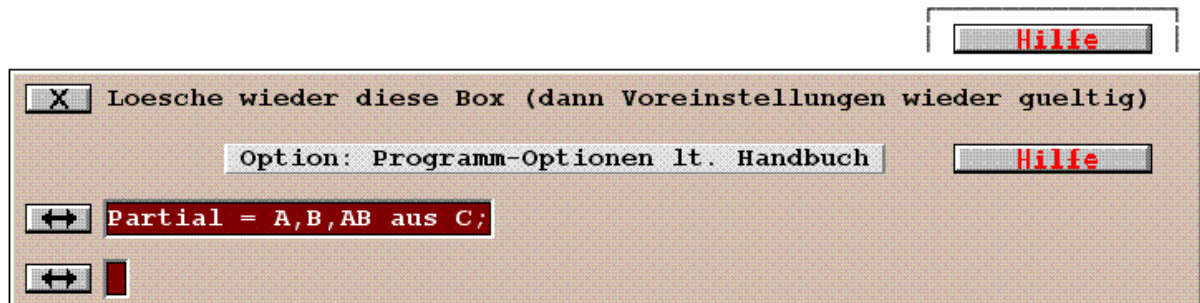 Hilfe
X Loesche wieder diese Box (dann Voreinstellungen wieder gueltig)
Option: Programm-Optionen lt. Handbuch Hilfe
Partial = A,B,AB aus C;